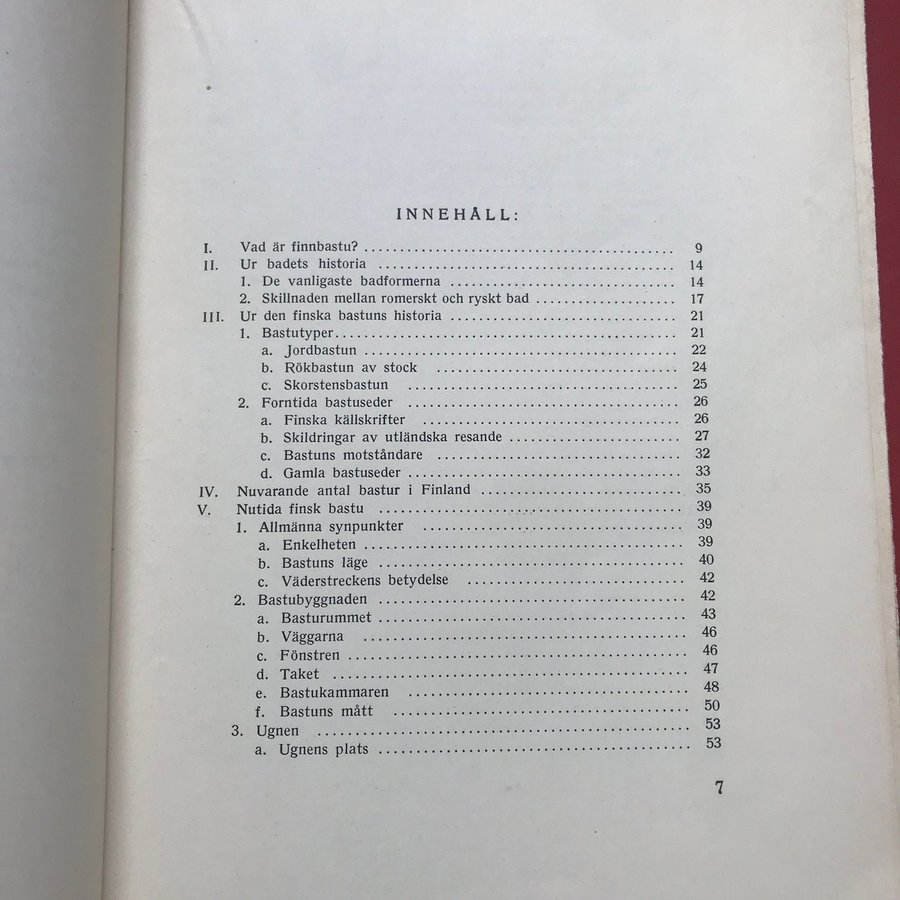 INNEHÅLL:
I. Vad är finnbastu? 9
II. Ur badets historia 14
1. De vanligaste badformerna 14
2. Skillnaden mellan romerskt och ryskt bad 17
III. Ur den finska bastuns historia 21
1. Bastutyper 21
a. Jordbastun 22
b. Rökbastun av stock 24
c. Skorstensbastun 25
2. Forntida bastuseder 26
a. Finska källskrifter 26
b. Skildringar av utländska resande 27
c. Bastuns motståndare 32
d. Gamla bastuseder 33
IV. Nuvarande antal bastur i Finland 35
V. Nutida finsk bastu 39
1. Allmänna synpunkter 39
a. Enkelheten 39
b. Bastuns läge 40
c. Väderstreckens betydelse 42
2. Bastubyggnaden 42
a. Basturummet 43
b. Väggarna 46
c. Fönstren 46
d. Taket 47
e. Bastukammaren 48
f. Bastuns mått 50
3. Ugnen 53
a. Ugnens plats 53
7